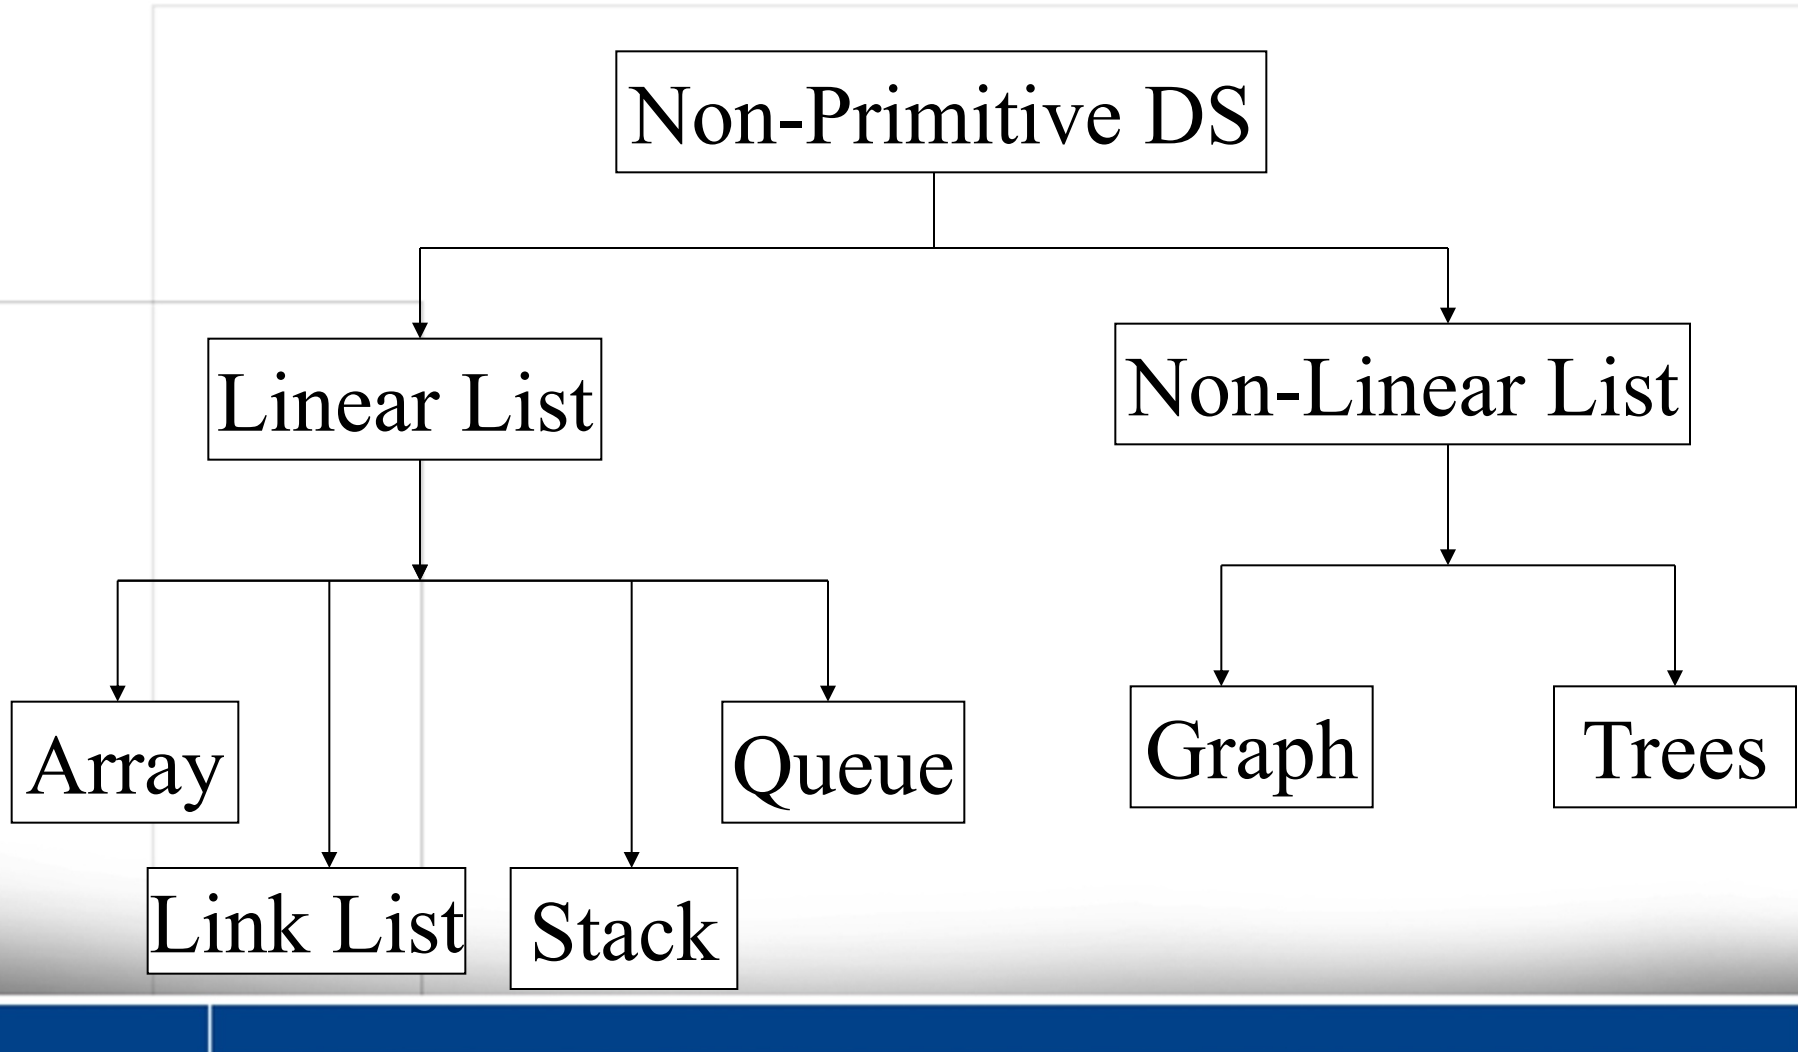 Non-Primitive DS
Linear List
Non-Linear List
Array
Link List
Stack
Queue
Graph
Trees